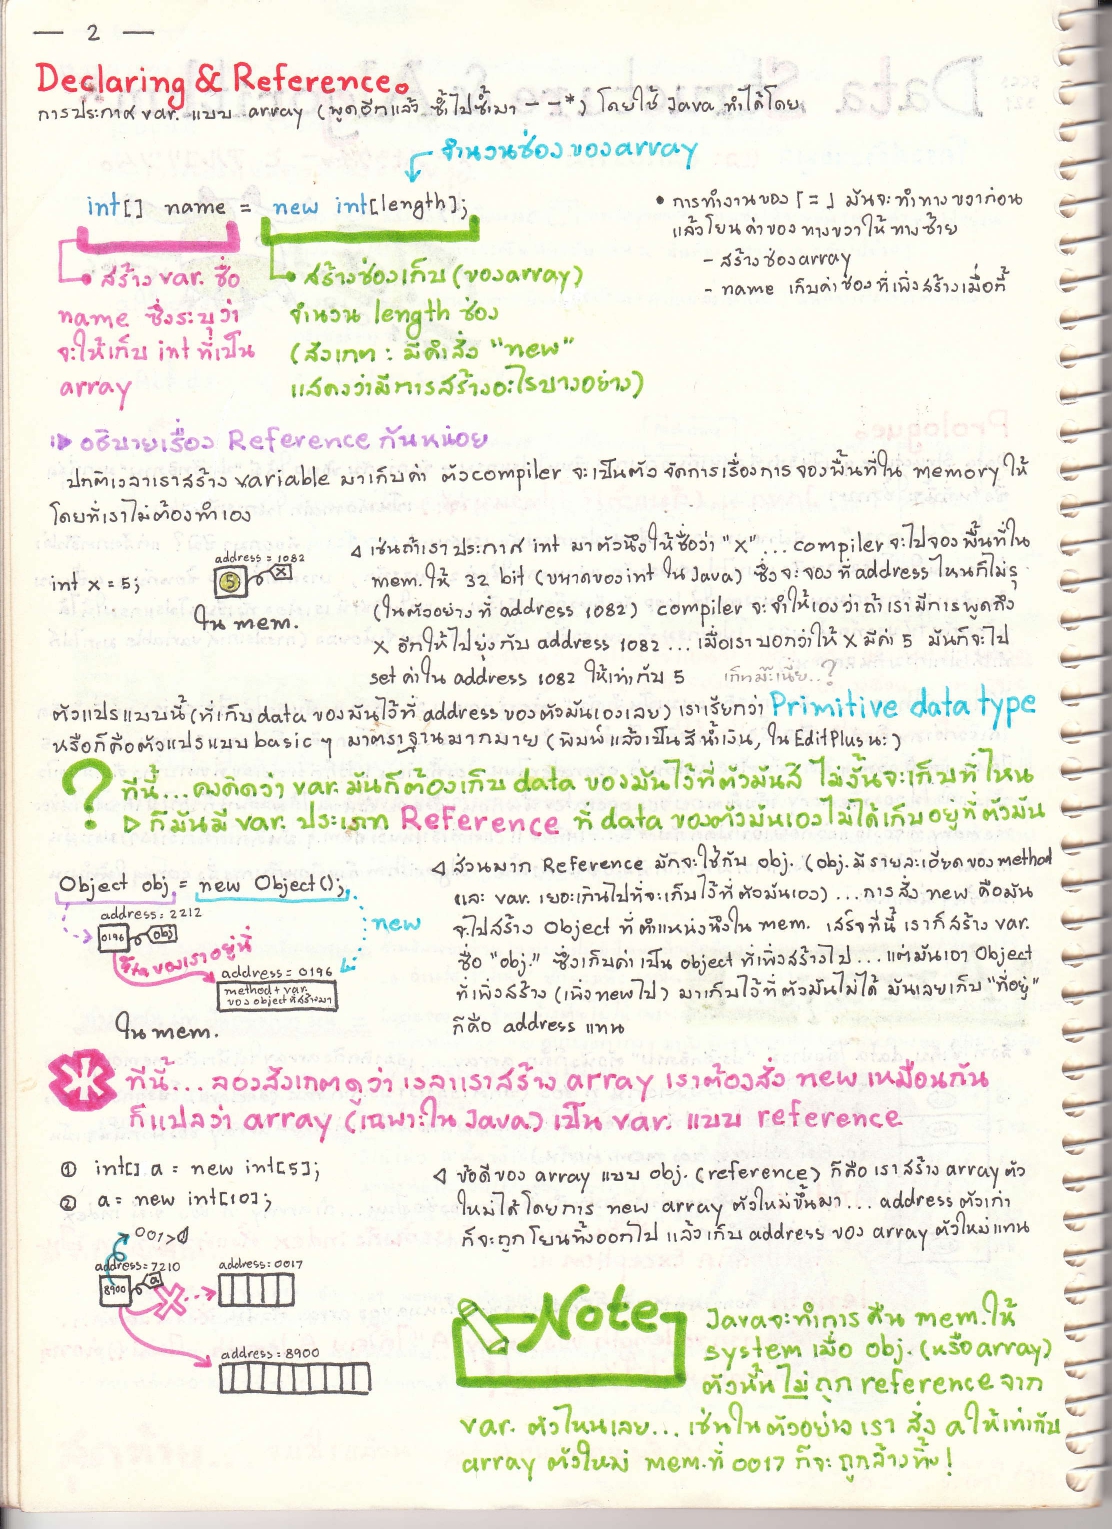 — 2 —
Declaring & Reference.
การประกาศ var. แบบ array (พูดอีกแล้ว ซ้ำไปซ้ำมา - -*) โดยใช้ Java ทำได้โดย
จำนวนช่องของ array
int[] name = new int[length];
สร้าง var. ชื่อ
name ซึ่งระบุว่า
จะให้เก็บ int ที่เป็น
array
สร้างช่องเก็บ (ของ array)
จำนวน length ช่อง
(สังเกต : มีคำสั่ง "new"
แสดงว่ามีการสร้างอะไรบางอย่าง)
• การทำงานของ 「=」 มันจะทำทางขวาก่อน
แล้วโยนค่าของทางขวาให้ทางซ้าย
- สร้างช่อง array
- name เก็บค่าช่องที่เพิ่งสร้างเมื่อกี้
อธิบายเรื่อง Reference กันหน่อย
ปกติเวลาเราสร้าง variable มาเก็บค่า ตัว compiler จะเป็นตัวจัดการเรื่องการจองพื้นที่ใน memory ให้
โดยที่เราไม่ต้องทำเอง
int x = 5;
address = 1082
5
x
ใน mem.
เช่นถ้าเราประกาศ int มาตัวนึงให้ชื่อว่า "x"... compiler จะไปจองพื้นที่ใน
mem. ให้ 32 bit (ขนาดของ int ใน Java) ซึ่งจะจองที่ address ไหนก็ไม่รู้
(ในตัวอย่างที่ address 1082) compiler จะจำให้เองว่าถ้าเรามีการพูดถึง
x อีกให้ไปยุ่งกับ address 1082 ... เมื่อเราบอกว่าให้ x มีค่า 5 มันก็จะไป
set ค่าใน address 1082 ให้เท่ากับ 5 เก็ทมั๊ยเนี่ย..?
ตัวแปรแบบนี้ (ที่เก็บ data ของมันไว้ที่ address ของตัวมันเองเลย) เราเรียกว่า Primitive data type
หรือก็คือตัวแปรแบบ basic ๆ มาตราฐานมากมาย (พิมพ์แล้วเป็นสีน้ำเงิน, ใน EditPlus นะ)
? ทีนี้... คงคิดว่า var. มันก็ต้องเก็บ data ของมันไว้ที่ตัวมันสิ ไม่งั้นจะเก็บที่ไหน
▷ ก็มันมี var. ประเภท Reference ที่ data ของตัวมันเองไม่ได้เก็บอยู่ที่ตัวมัน
Object obj = new Object();
address: 2212
0196
obj
new
ที่นี่ของเราอยู่นี่
address = 0196
method + var.
ของ object ที่สร้างมา
ใน mem.
ส่วนมาก Reference มักจะใช้กับ obj. (obj. มีรายละเอียดของ method
และ var. เยอะเกินไปที่จะเก็บไว้ที่ตัวมันเอง) ... การสั่ง new คือมัน
จะไปสร้าง Object ที่ตำแหน่งนึงใน mem. เสร็จที่นี้ เราก็สร้าง var.
ชื่อ "obj." ซึ่งเก็บค่าเป็น object ที่เพิ่งสร้างไป... แต่มันเอา Object
ที่เพิ่งสร้าง (เพิ่ง new ไป) มาเก็บไว้ที่ตัวมันไม่ได้ มันเลยเก็บ "ที่อยู่"
ก็คือ address แทน
ทีนี้... ลองสังเกตดูว่า เวลาเราสร้าง array เราต้องสั่ง new เหมือนกัน
ก็แปลว่า array (เฉพาะใน Java) เป็น var. แบบ reference
① int[] a = new int[5];
② a = new int[10];
0017
address=7210
8900
a
address:0017
address:8900
ข้อดีของ array แบบ obj. (reference) ก็คือ เราสร้าง array ตัว
ใหม่ได้โดยการ new array ตัวใหม่ขึ้นมา... address ตัวเก่า
ก็จะถูกโยนทิ้งออกไป แล้วเก็บ address ของ array ตัวใหม่แทน
Note
Java จะทำการ คืน mem. ให้
system เมื่อ obj. (หรือ array)
ตัวนั้น ไม่ ถูก reference จาก
var. ตัวไหนเลย... เช่นในตัวอย่าง เรา สั่ง a ให้เท่ากับ
array ตัวใหม่ mem. ที่ 0017 ก็จะ ถูกล้างทิ้ง!